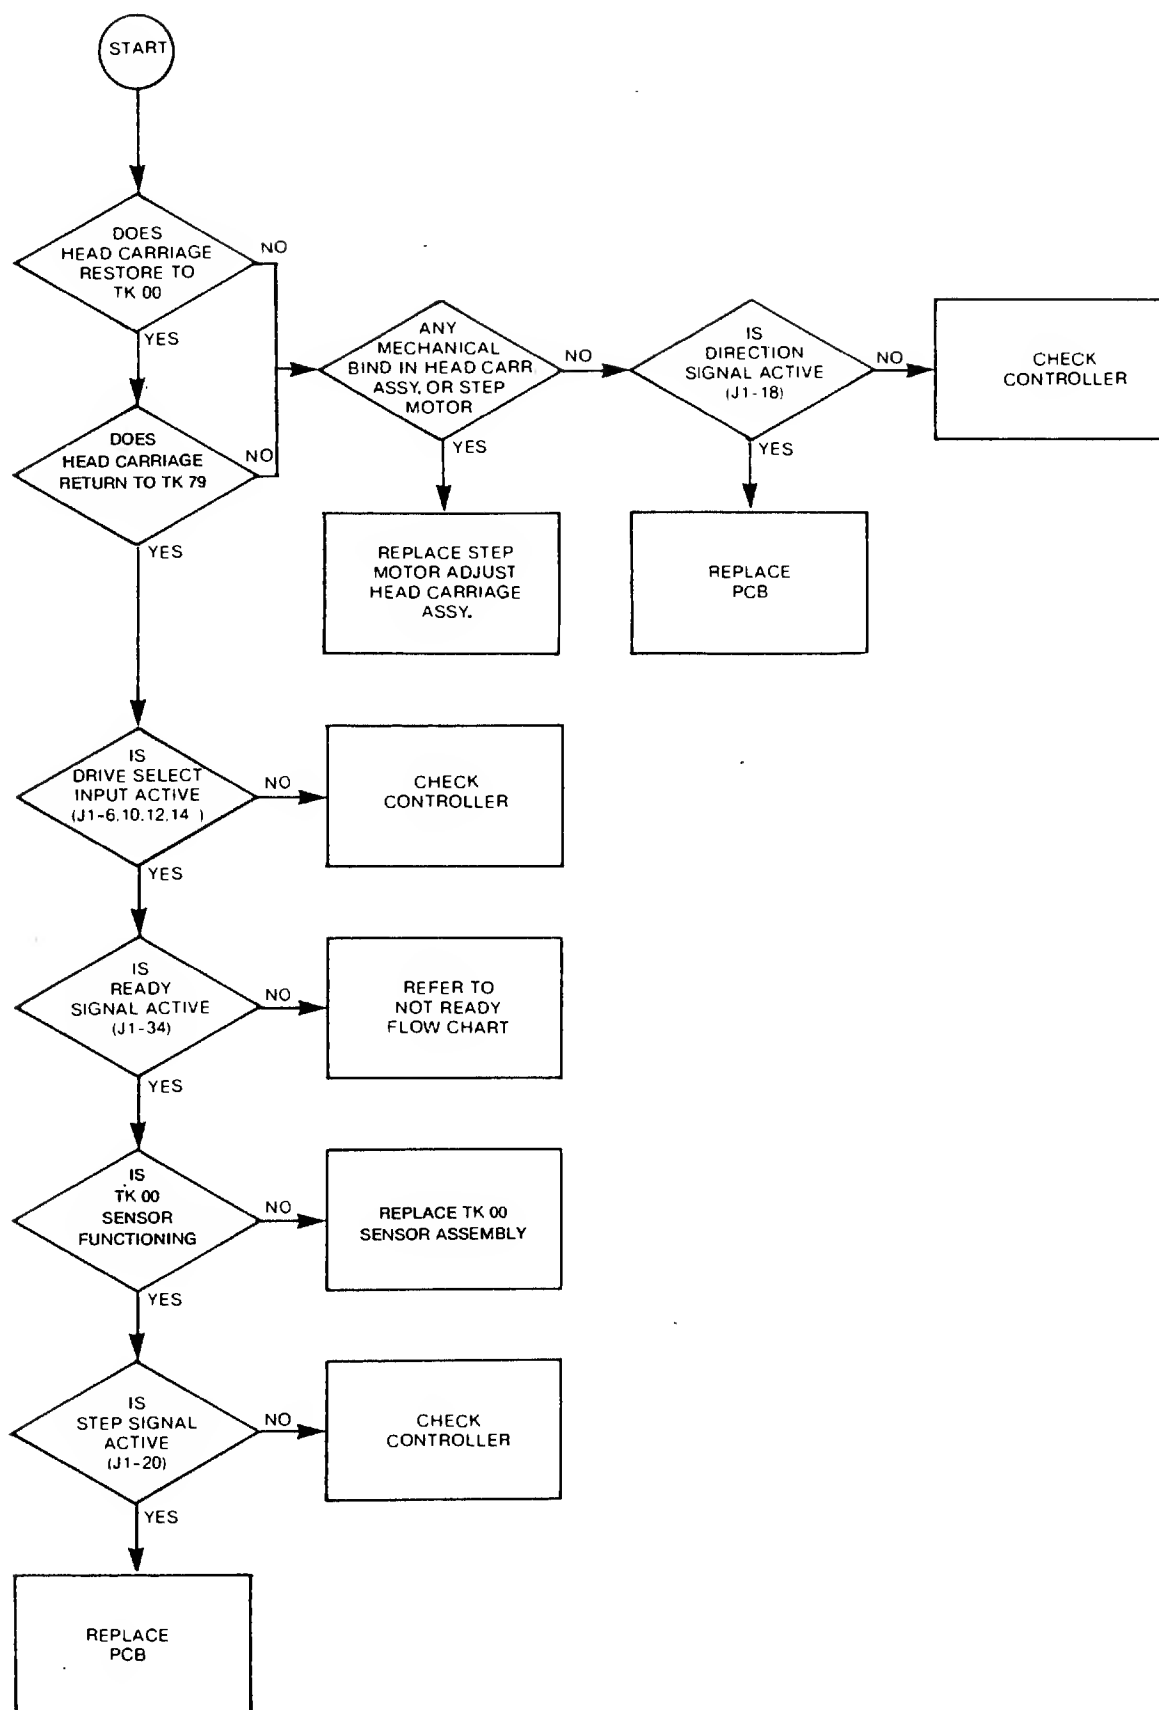 START
DOES
HEAD CARRIAGE
RESTORE TO
TK 00
NO
YES
ANY
MECHANICAL
BIND IN HEAD CARR
ASSY, OR STEP
MOTOR
NO
YES
IS
DIRECTION
SIGNAL ACTIVE
(J1-18)
NO
YES
CHECK
CONTROLLER
DOES
HEAD CARRIAGE
RETURN TO TK 79
NO
YES
REPLACE STEP
MOTOR ADJUST
HEAD CARRIAGE
ASSY.
REPLACE
PCB
IS
DRIVE SELECT
INPUT ACTIVE
(J1-6,10,12,14 )
NO
YES
CHECK
CONTROLLER
IS
READY
SIGNAL ACTIVE
(J1-34)
NO
YES
REFER TO
NOT READY
FLOW CHART
IS
TK 00
SENSOR
FUNCTIONING
NO
YES
REPLACE TK 00
SENSOR ASSEMBLY
IS
STEP SIGNAL
ACTIVE
(J1-20)
NO
YES
CHECK
CONTROLLER
REPLACE
PCB